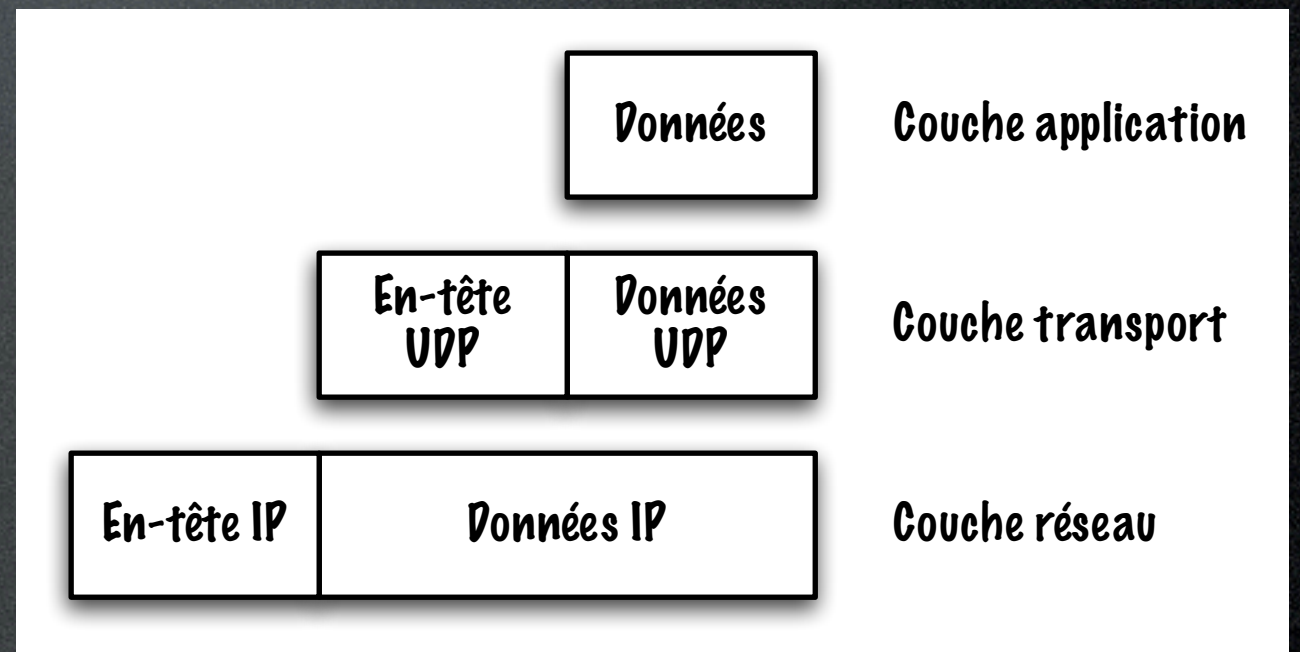 Données
Couche application
En-tête
UDP
Données
UDP
Couche transport
En-tête IP
Données IP
Couche réseau